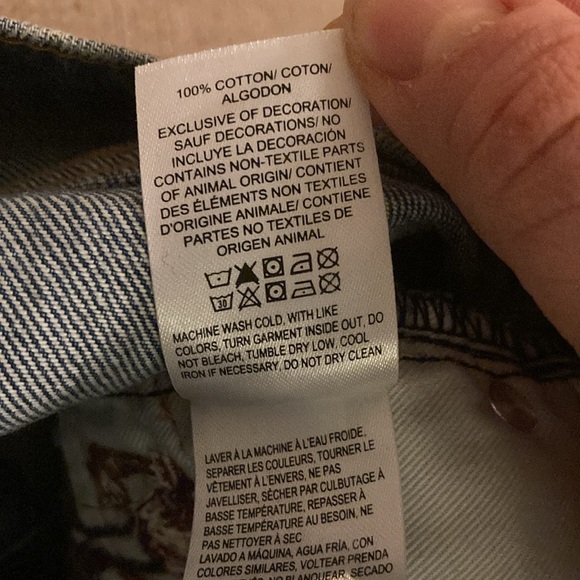 100% COTTON/ COTON/
ALGODON
EXCLUSIVE OF DECORATION/
SAUF DECORATIONS/ NO
INCLUYE LA DECORACIÓN
CONTAINS NON-TEXTILE PARTS
OF ANIMAL ORIGIN/ CONTIENT
DES ÉLÉMENTS NON TEXTILES
D'ORIGINE ANIMALE/ CONTIENE
PARTES NO TEXTILES DE
ORIGEN ANIMAL
30
MACHINE WASH COLD, WITH LIKE
COLORS, TURN GARMENT INSIDE OUT, DO
NOT BLEACH, TUMBLE DRY LOW, COOL
IRON IF NECESSARY, DO NOT DRY CLEAN
LAVER À LA MACHINE À L'EAU FROIDE,
SEPARER LES COULEURS, TOURNER LE
VÊTEMENT À L'ENVERS, NE PAS
JAVELLISER, SÉCHER PAR CULBUTAGE À
BASSE TEMPÉRATURE, REPASSER À
BASSE TEMPÉRATURE AU BESOIN, NE
PAS NETTOYER À SEC
LAVADO A MÁQUINA, AGUA FRÍA, CON
COLORES SIMILARES, VOLTEAR PRENDA
NO BLANQUEAR, SECADO